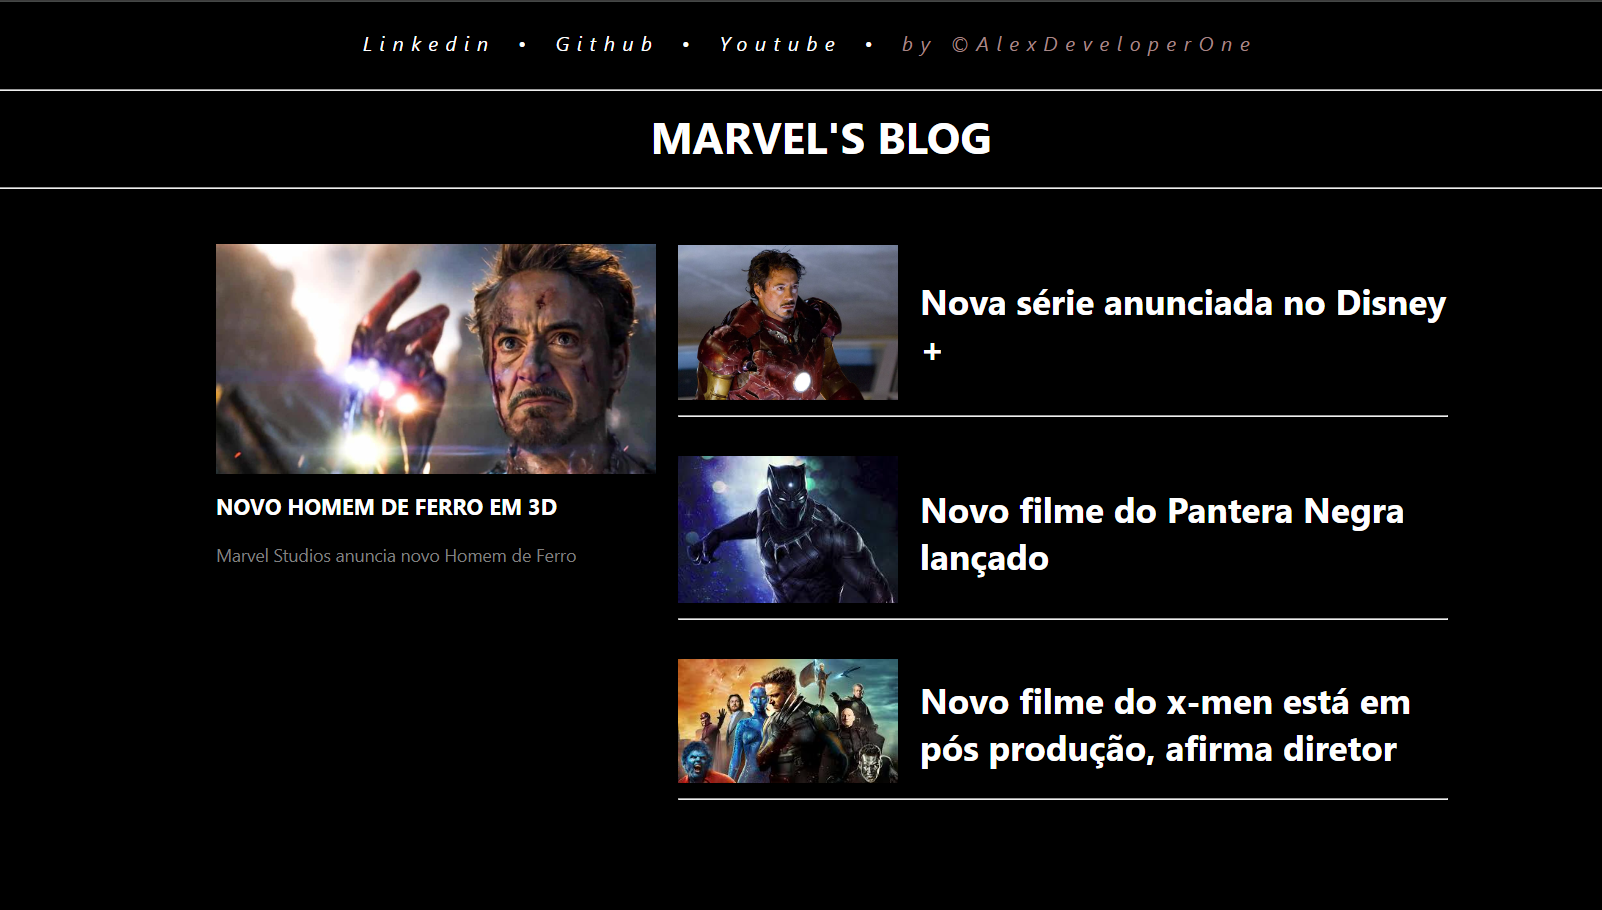 Linkedin • Github • Youtube • by ©AlexDeveloperOne
MARVEL'S BLOG
NOVO HOMEM DE FERRO EM 3D
Marvel Studios anuncia novo Homem de Ferro
Nova série anunciada no Disney
+
Novo filme do Pantera Negra
lançado
Novo filme do x-men está em
pós produção, afirma diretor